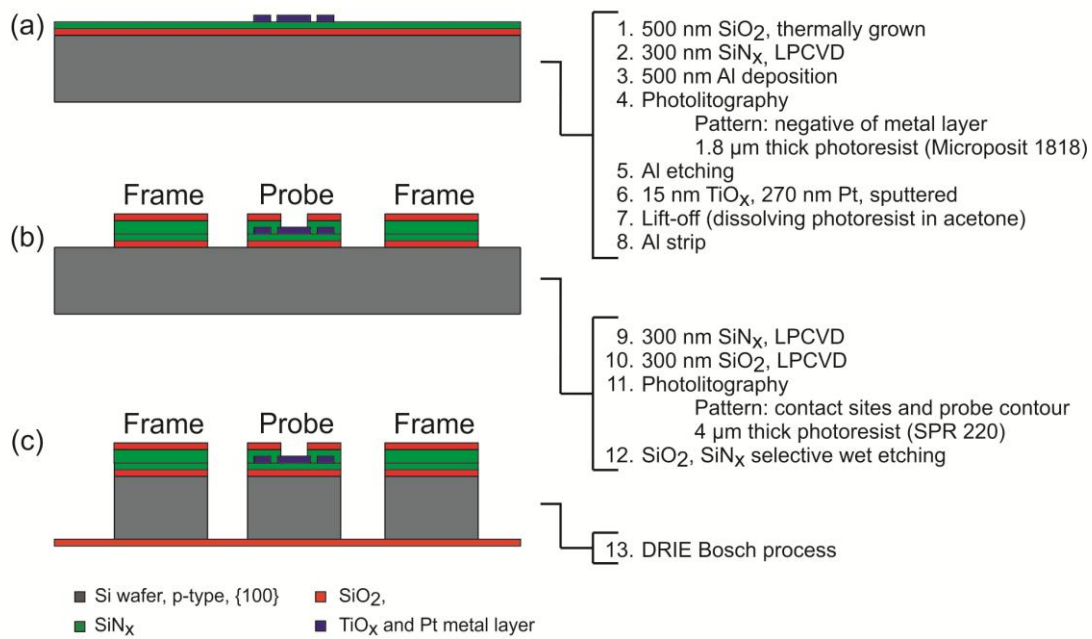 (a)
1. 500 nm SiO2, thermally grown
2. 300 nm SiNx, LPCVD
3. 500 nm Al deposition
4. Photolitography
Pattern: negative of metal layer
1.8 µm thick photoresist (Microposit 1818)
5. Al etching
6. 15 nm TiOx, 270 nm Pt, sputtered
7. Lift-off (dissolving photoresist in acetone)
8. Al strip
Frame Probe Frame
(b)
9. 300 nm SiNx, LPCVD
10. 300 nm SiO2, LPCVD
11. Photolitography
Pattern: contact sites and probe contour
4 µm thick photoresist (SPR 220)
12. SiO2, SiNx selective wet etching
Frame Probe Frame
(c)
13. DRIE Bosch process
Si wafer, p-type, {100} SiO2,
SiNx TiOx and Pt metal layer